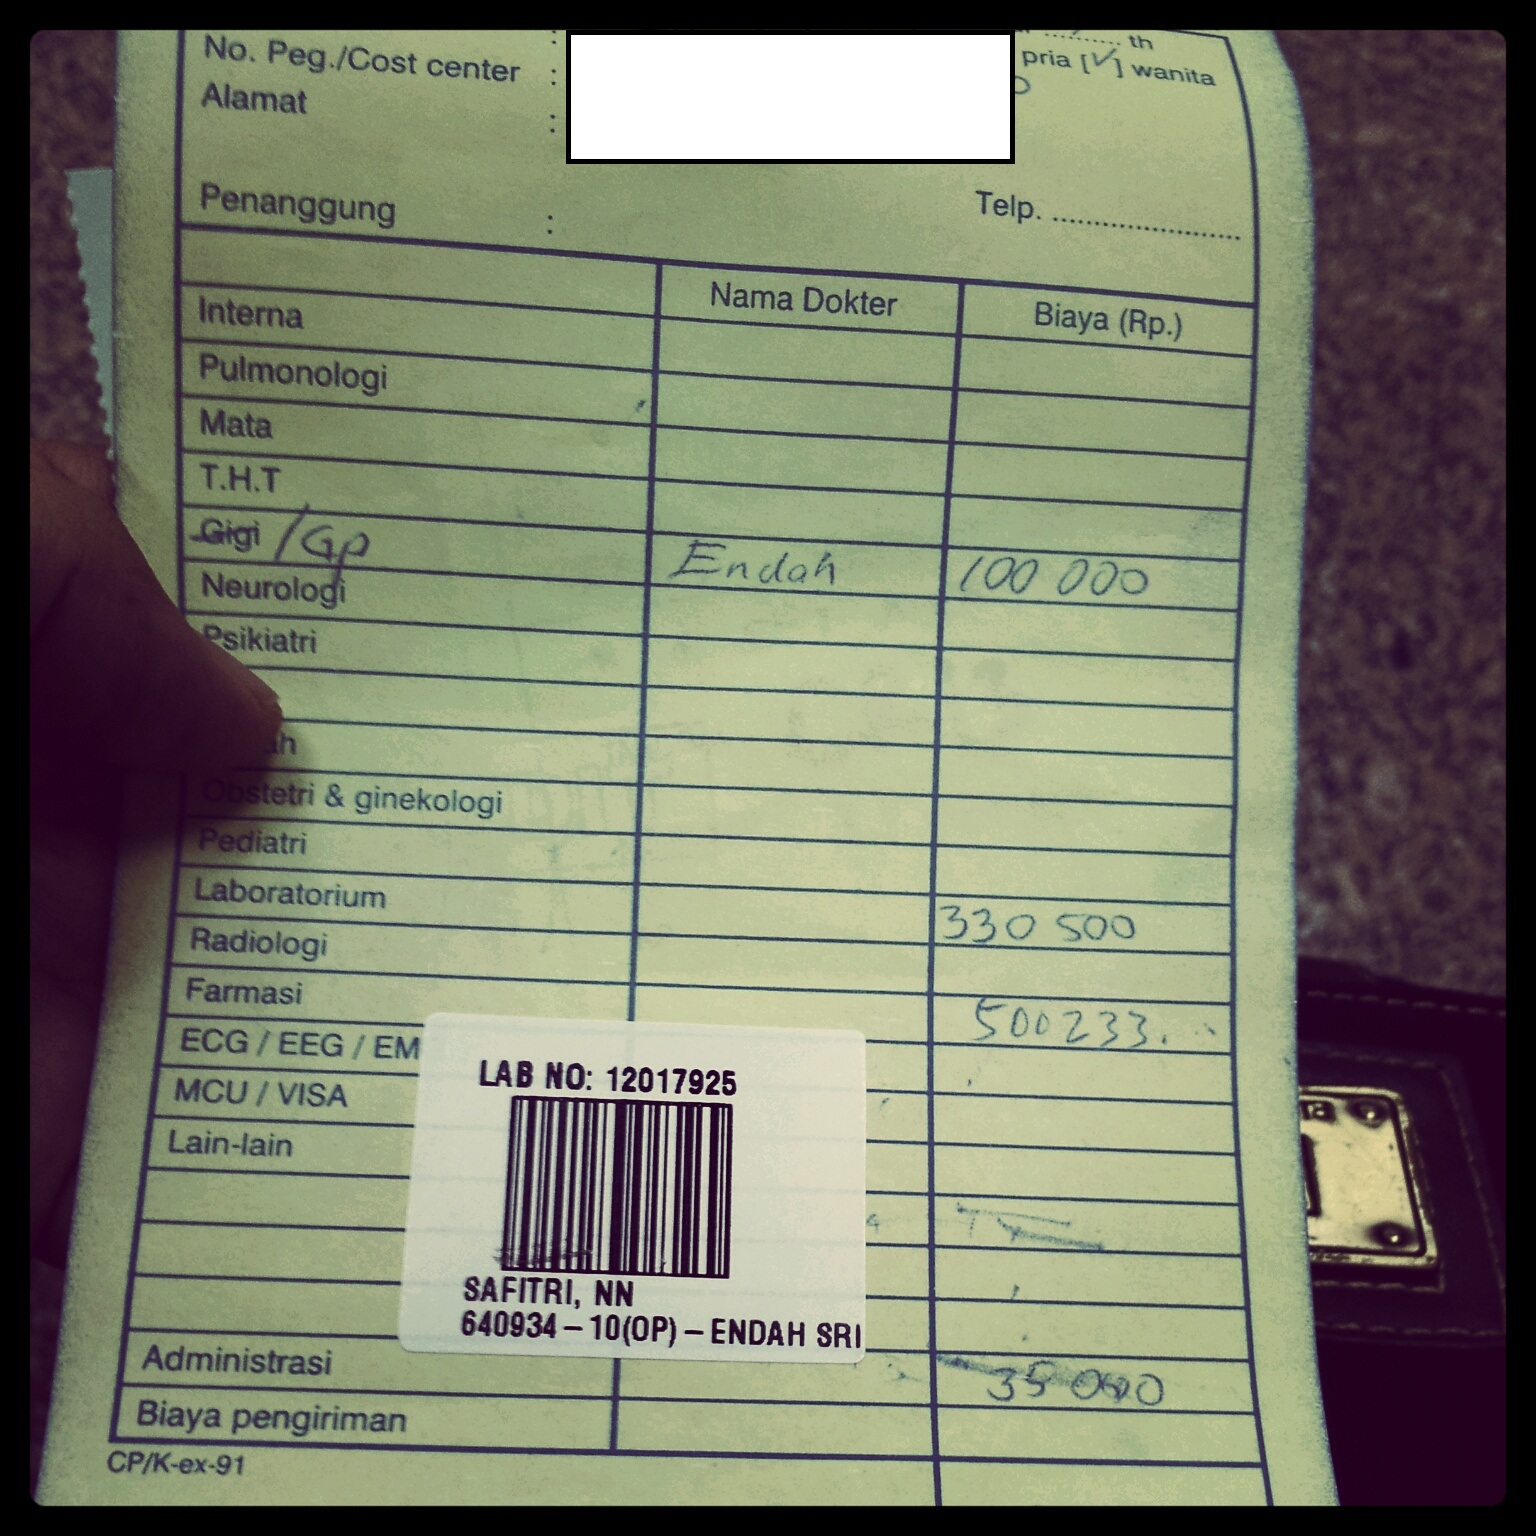 No. Peg./Cost center :
th
pria [✓] wanita
Alamat :
Penanggung :
Telp. ........................
Nama Dokter Biaya (Rp.)
Interna
Pulmonologi
Mata
T.H.T
Gigi /Gp Endah 100 000
Neurologi
Psikiatri
Obstetri & ginekologi
Pediatri
Laboratorium 330 500
Radiologi
Farmasi 500233.
ECG / EEG / EM
MCU / VISA
Lain-lain
LAB NO: 12017925
SAFITRI, NN
640934 – 10(OP) – ENDAH SRI
Administrasi 35 000
Biaya pengiriman
CP/K-ex-91